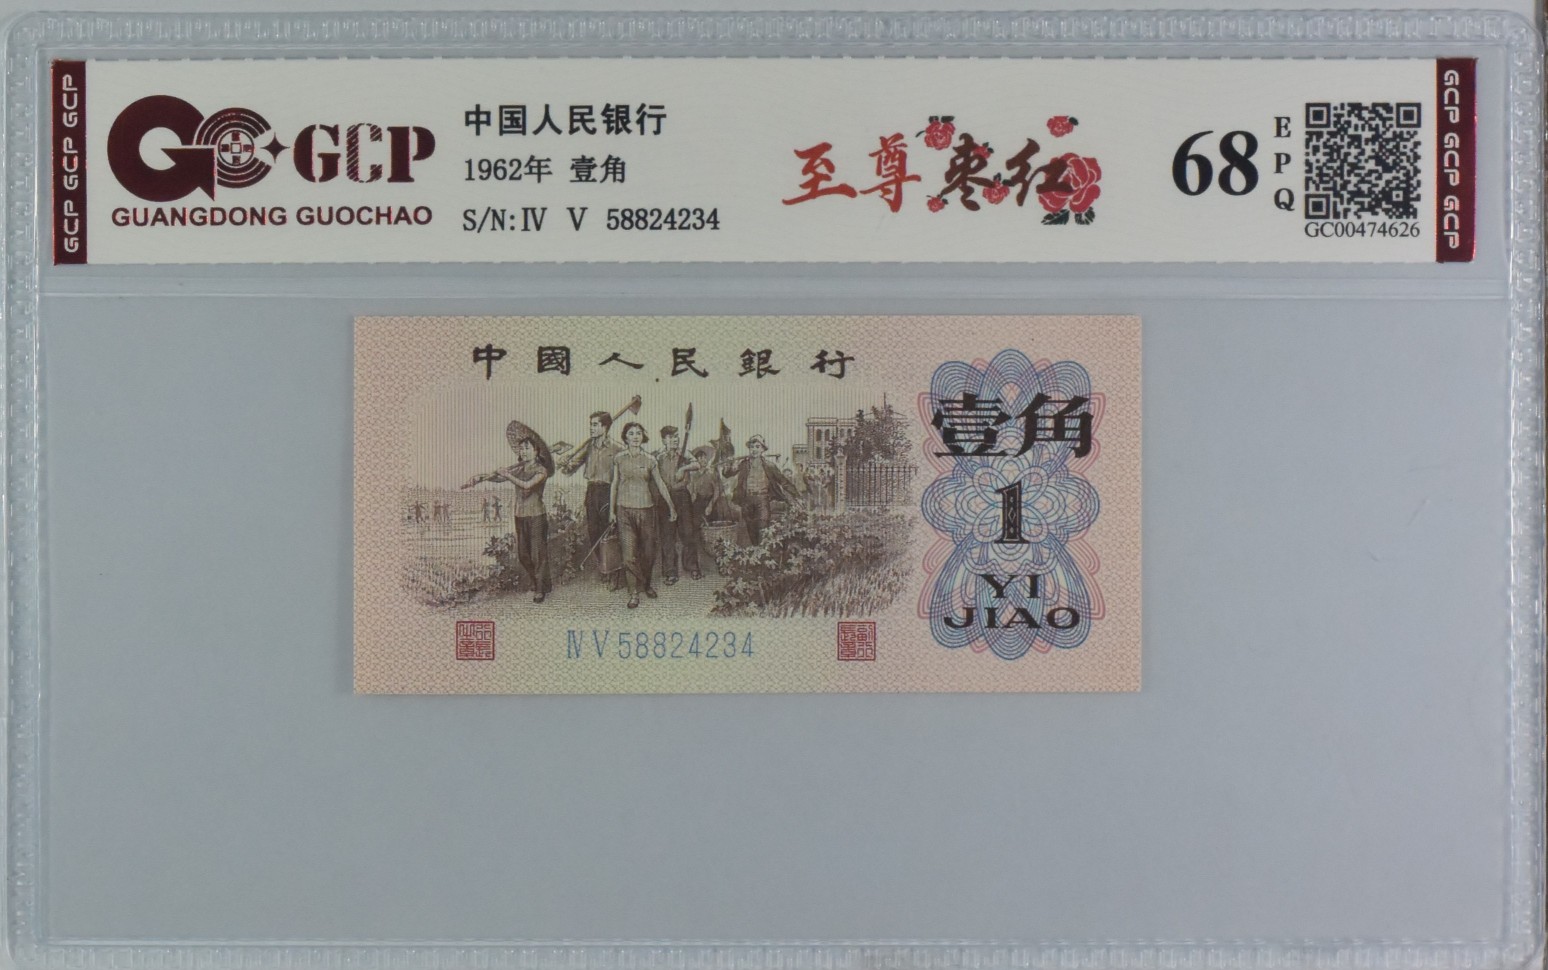 GCP GCP GCP
GCP
GUANGDONG GUOCHAO
中国人民银行
1962年 壹角
S/N:Ⅳ Ⅴ 58824234
至尊枣红
68
EPQ
GC00474626
GCP GCP GCP
中國人民銀行
壹角
1
YI
JIAO
Ⅳ Ⅴ 58824234